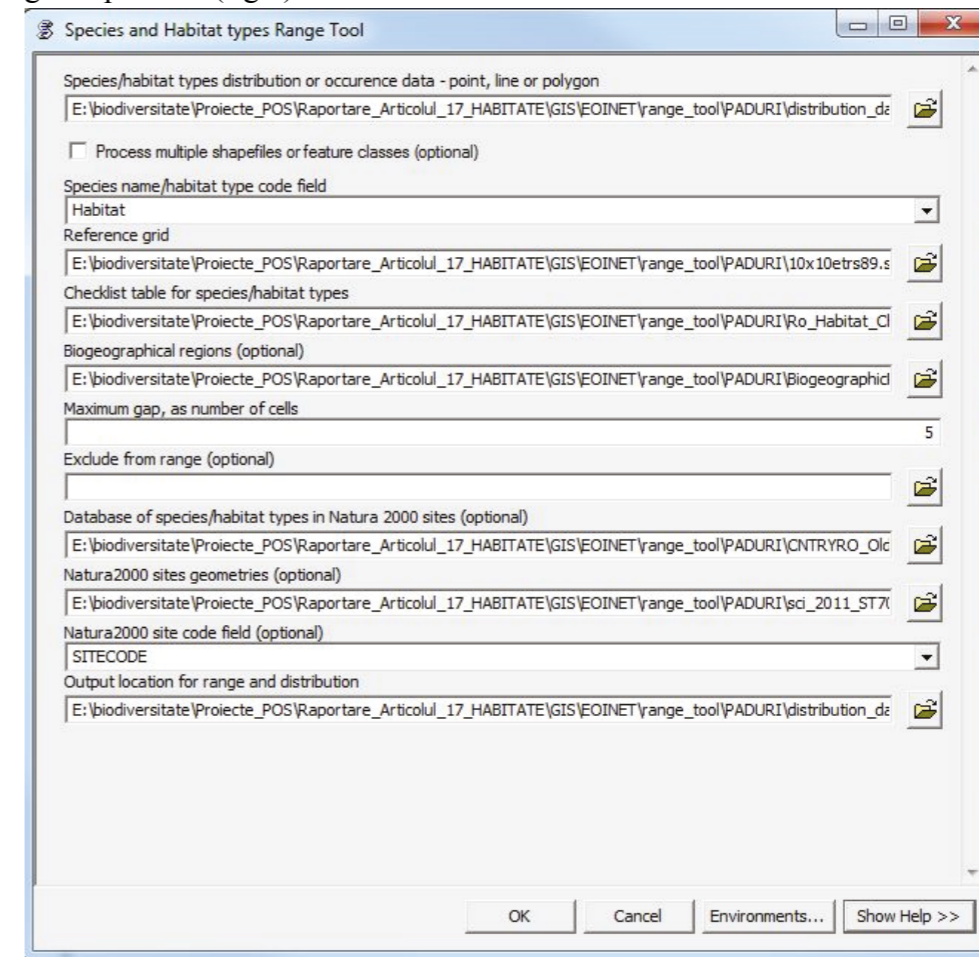 Species and Habitat types Range Tool
Species/habitat types distribution or occurence data - point, line or polygon
E:\biodiversitate\Proiecte_POS\Raportare_Articolul_17_HABITATE\GIS\EOINET\range_tool\PADURI\distribution_da
Process multiple shapefiles or feature classes (optional)
Species name/habitat type code field
Habitat
Reference grid
E:\biodiversitate\Proiecte_POS\Raportare_Articolul_17_HABITATE\GIS\EOINET\range_tool\PADURI\10x10etrs89.s
Checklist table for species/habitat types
E:\biodiversitate\Proiecte_POS\Raportare_Articolul_17_HABITATE\GIS\EOINET\range_tool\PADURI\Ro_Habitat_Cl
Biogeographical regions (optional)
E:\biodiversitate\Proiecte_POS\Raportare_Articolul_17_HABITATE\GIS\EOINET\range_tool\PADURI\Biogeographicl
Maximum gap, as number of cells
5
Exclude from range (optional)
Database of species/habitat types in Natura 2000 sites (optional)
E:\biodiversitate\Proiecte_POS\Raportare_Articolul_17_HABITATE\GIS\EOINET\range_tool\PADURI\CNTRYRO_Old
Natura2000 sites geometries (optional)
E:\biodiversitate\Proiecte_POS\Raportare_Articolul_17_HABITATE\GIS\EOINET\range_tool\PADURI\sci_2011_ST70
Natura2000 site code field (optional)
SITECODE
Output location for range and distribution
E:\biodiversitate\Proiecte_POS\Raportare_Articolul_17_HABITATE\GIS\EOINET\range_tool\PADURI\distribution_da
OK Cancel Environments... Show Help >>